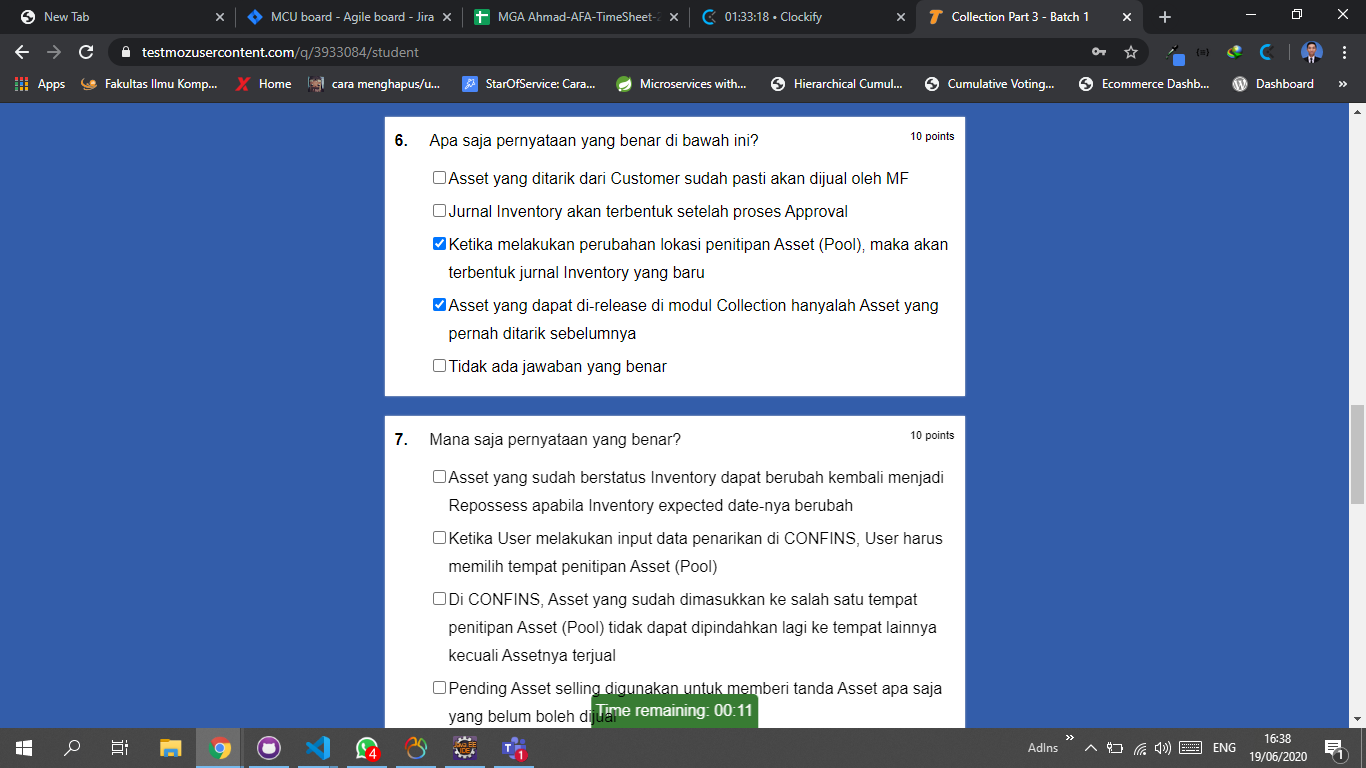 New Tab
MCU board - Agile board - Jira
MGA Ahmad-AFA-TimeSheet-
01:33:18 • Clockify
Collection Part 3 - Batch 1
testmozusercontent.com/q/3933084/student
Apps
Fakultas Ilmu Komp...
Home
cara menghapus/u...
StarOfService: Cara...
Microservices with...
Hierarchical Cumul...
Cumulative Voting...
Ecommerce Dashb...
Dashboard
»
6. Apa saja pernyataan yang benar di bawah ini? 10 points
Asset yang ditarik dari Customer sudah pasti akan dijual oleh MF
Jurnal Inventory akan terbentuk setelah proses Approval
Ketika melakukan perubahan lokasi penitipan Asset (Pool), maka akan
terbentuk jurnal Inventory yang baru
Asset yang dapat di-release di modul Collection hanyalah Asset yang
pernah ditarik sebelumnya
Tidak ada jawaban yang benar
7. Mana saja pernyataan yang benar? 10 points
Asset yang sudah berstatus Inventory dapat berubah kembali menjadi
Repossess apabila Inventory expected date-nya berubah
Ketika User melakukan input data penarikan di CONFINS, User harus
memilih tempat penitipan Asset (Pool)
Di CONFINS, Asset yang sudah dimasukkan ke salah satu tempat
penitipan Asset (Pool) tidak dapat dipindahkan lagi ke tempat lainnya
kecuali Assetnya terjual
Pending Asset selling digunakan untuk memberi tanda Asset apa saja
yang belum boleh dijual
Time remaining: 00:11
4
1
AdIns
»
ENG
16:38
19/06/2020
1